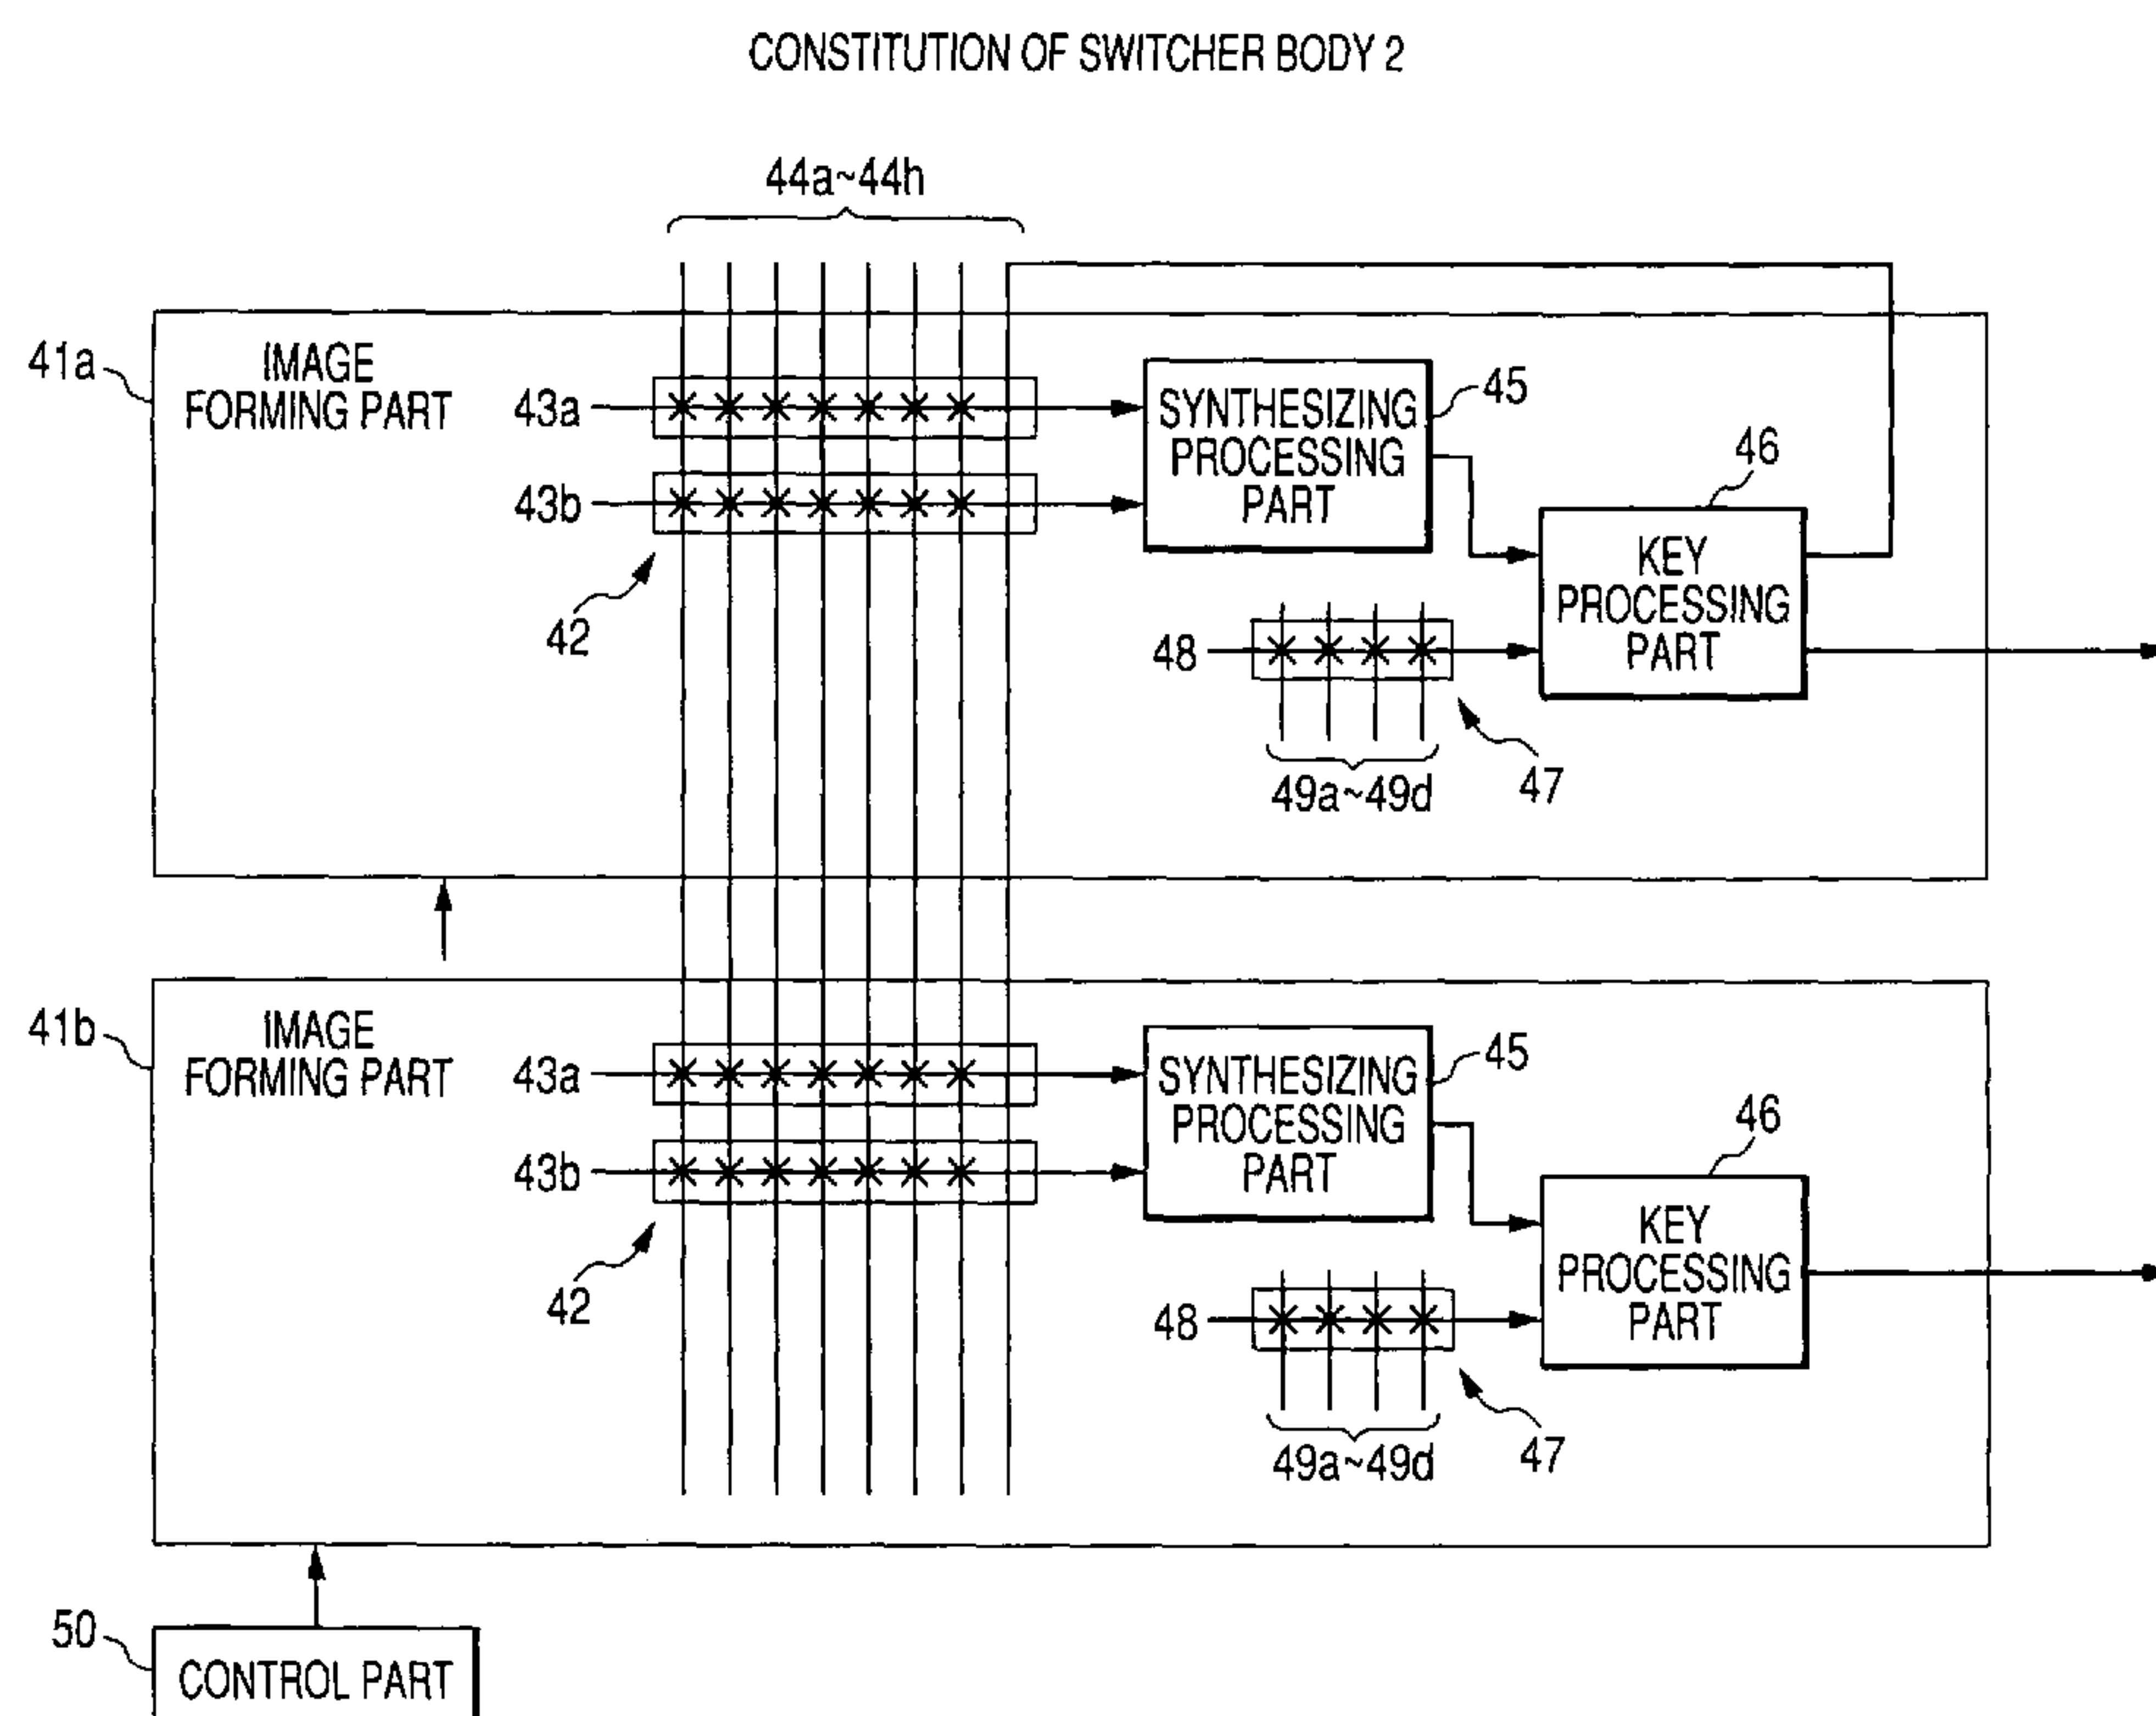 CONSTITUTION OF SWITCHER BODY 2
44a~44h
41a
IMAGE
FORMING PART
43a
43b
42
SYNTHESIZING
PROCESSING
PART
45
46
KEY
PROCESSING
PART
48
49a~49d
47
41b
IMAGE
FORMING PART
43a
43b
42
SYNTHESIZING
PROCESSING
PART
45
46
KEY
PROCESSING
PART
48
49a~49d
47
50
CONTROL PART